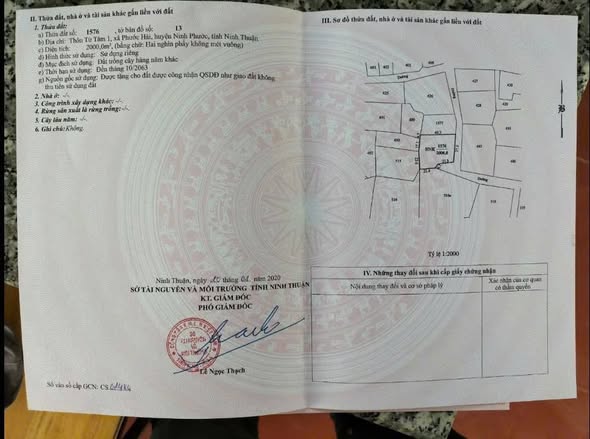 II. Thửa đất, nhà ở và tài sản khác gắn liền với đất
1. Thửa đất:
a) Thửa đất số: 1576 , tờ bản đồ số: 13
b) Địa chỉ: Thôn Từ Tâm 1, xã Phước Hải, huyện Ninh Phước, tỉnh Ninh Thuận.
c) Diện tích: 2000,0m², (bằng chữ: Hai nghìn phẩy không mét vuông)
d) Hình thức sử dụng: Sử dụng riêng
đ) Mục đích sử dụng: Đất trồng cây hàng năm khác
e) Thời hạn sử dụng: Đến tháng 10/2063
g) Nguồn gốc sử dụng: Được tặng cho đất được công nhận QSDĐ như giao đất không
thu tiền sử dụng đất
2. Nhà ở: -/-
3. Công trình xây dựng khác: -/-
4. Rừng sản xuất là rừng trồng: -/-
5. Cây lâu năm: -/-
6. Ghi chú: Không.
Ninh Thuận, ngày tháng 01 năm 2020
SỞ TÀI NGUYÊN VÀ MÔI TRƯỜNG TỈNH NINH THUẬN
KT. GIÁM ĐỐC
PHÓ GIÁM ĐỐC
Lê Ngọc Thạch
Số vào sổ cấp GCN: CS
III. Sơ đồ thửa đất, nhà ở và tài sản khác gắn liền với đất
Đường
1577
1576
2000,0
Đường
Tỷ lệ 1:2000
IV. Những thay đổi sau khi cấp giấy chứng nhận
Nội dung thay đổi và cơ sở pháp lý
Xác nhận của cơ quan
có thẩm quyền